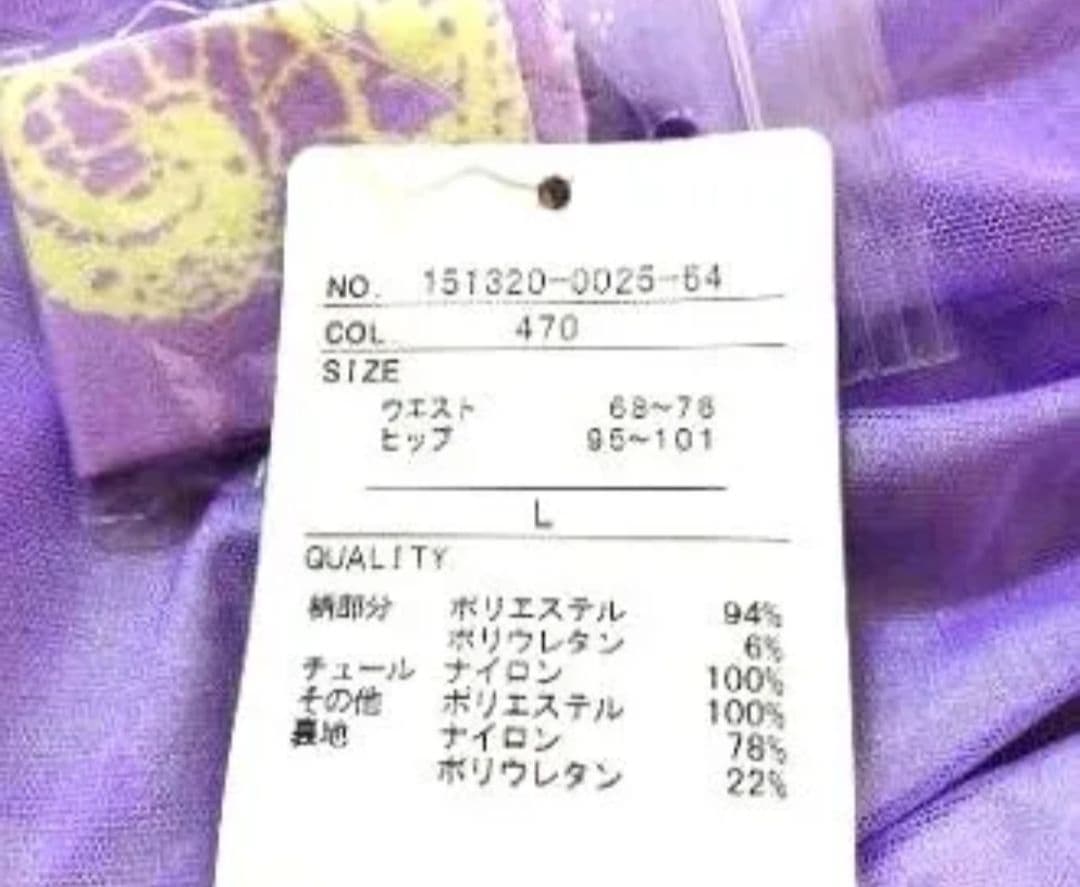 NO. 151320-0025-64
COL 470
SIZE
ウエスト 68~76
ヒップ 95~101
L
QUALITY
柄部分 ポリエステル 94%
ポリウレタン 6%
チュール ナイロン 100%
その他 ポリエステル 100%
裏地 ナイロン 78%
ポリウレタン 22%